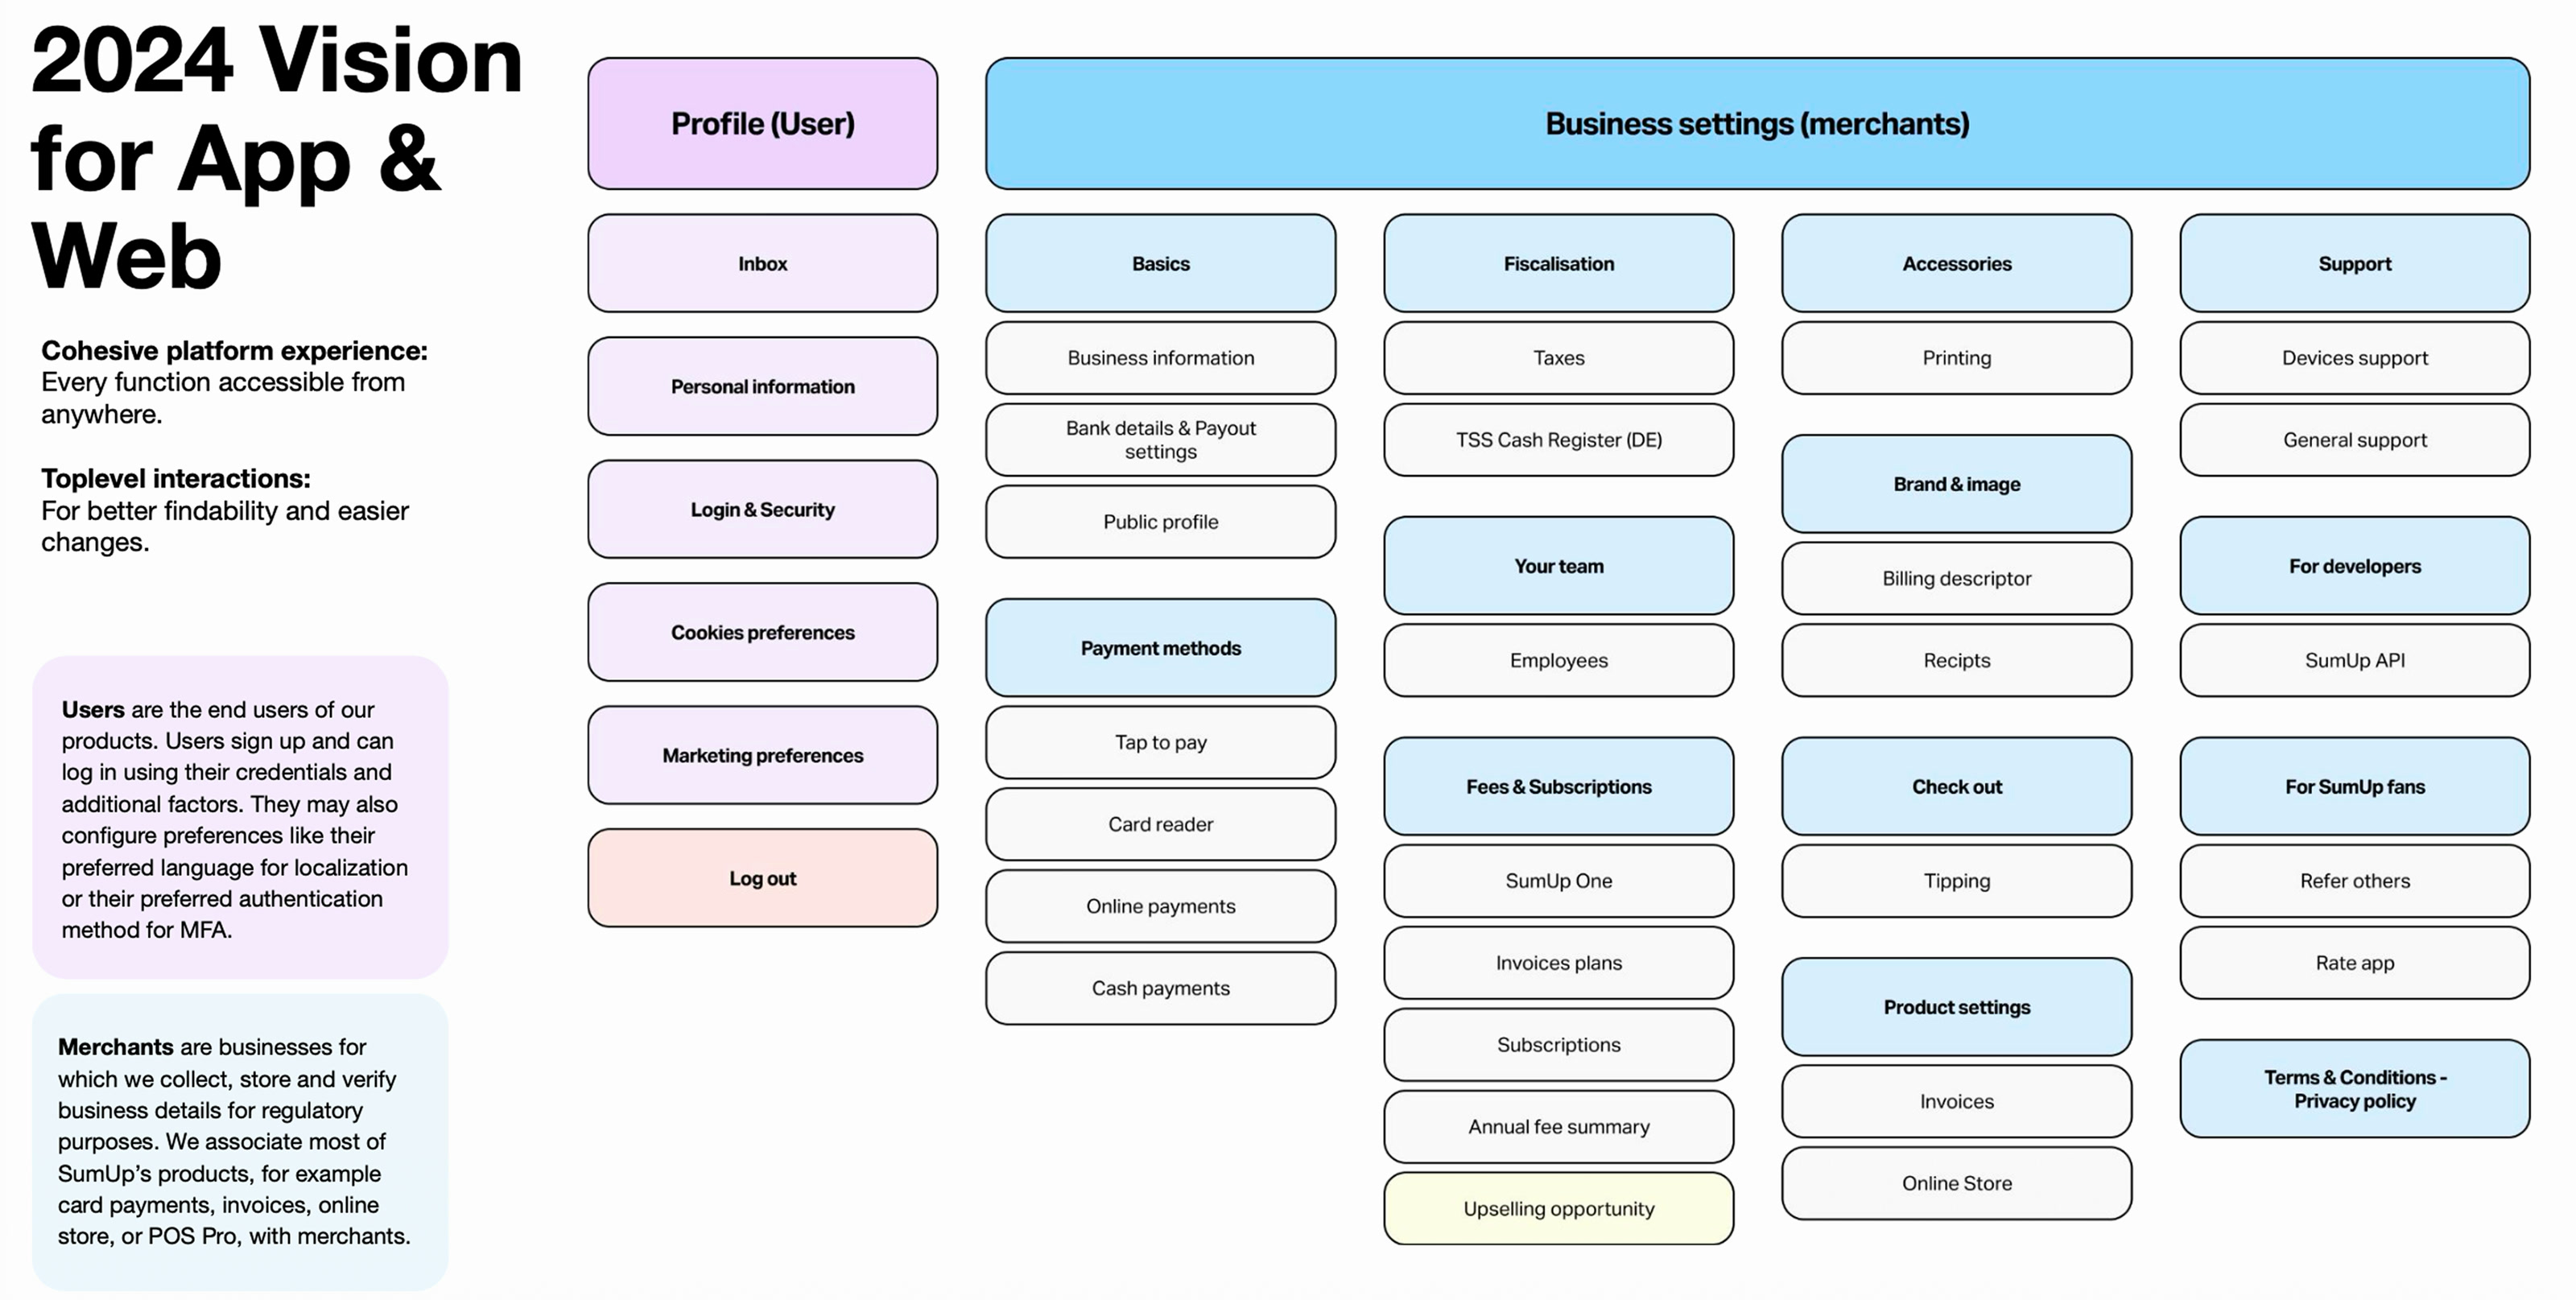 2024 Vision
for App &
Web
Cohesive platform experience:
Every function accessible from
anywhere.
Toplevel interactions:
For better findability and easier
changes.
Users are the end users of our
products. Users sign up and can
log in using their credentials and
additional factors. They may also
configure preferences like their
preferred language for localization
or their preferred authentication
method for MFA.
Merchants are businesses for
which we collect, store and verify
business details for regulatory
purposes. We associate most of
SumUp’s products, for example
card payments, invoices, online
store, or POS Pro, with merchants.
Profile (User)
Inbox
Personal information
Login & Security
Cookies preferences
Marketing preferences
Log out
Business settings (merchants)
Basics
Business information
Bank details & Payout
settings
Public profile
Payment methods
Tap to pay
Card reader
Online payments
Cash payments
Fiscalisation
Taxes
TSS Cash Register (DE)
Your team
Employees
Fees & Subscriptions
SumUp One
Invoices plans
Subscriptions
Annual fee summary
Upselling opportunity
Accessories
Printing
Brand & image
Billing descriptor
Recipts
Check out
Tipping
Product settings
Invoices
Online Store
Support
Devices support
General support
For developers
SumUp API
For SumUp fans
Refer others
Rate app
Terms & Conditions -
Privacy policy